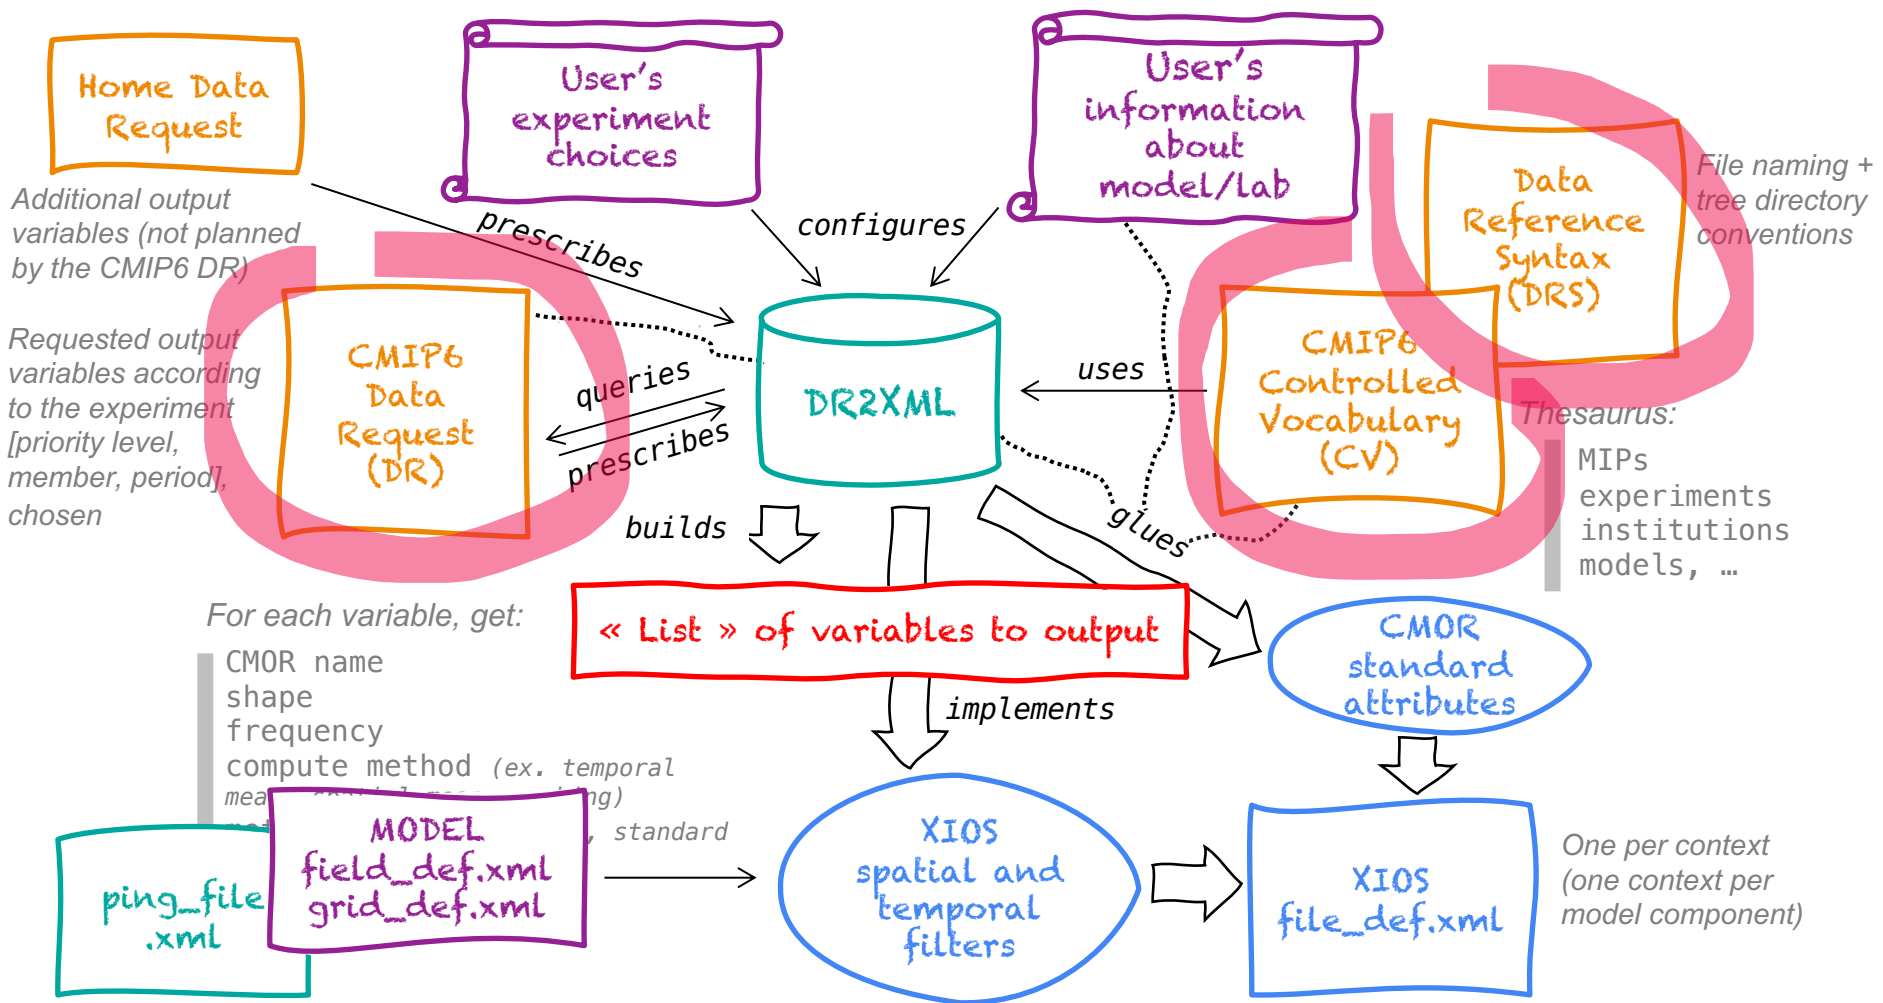 Home Data
Request
User's
experiment
choices
User's
information
about
model/lab
Data
Reference
Syntax
(DRS)
File naming +
tree directory
conventions
Additional output
variables (not planned
by the CMIP6 DR)
prescribes
configures
Requested output
variables according
to the experiment
[priority level,
member, period],
chosen
CMIP6
Data
Request
(DR)
queries
prescribes
DR2XML
uses
CMIP6
Controlled
Vocabulary
(CV)
Thesaurus:
MIPs
experiments
institutions
models, …
builds
glues
« List » of variables to output
For each variable, get:
CMOR name
shape
frequency
compute method (ex. temporal
, standard
implements
CMOR
standard
attributes
ping_file
.xml
MODEL
field_def.xml
grid_def.xml
XIOS
spatial and
temporal
filters
XIOS
file_def.xml
One per context
(one context per
model component)